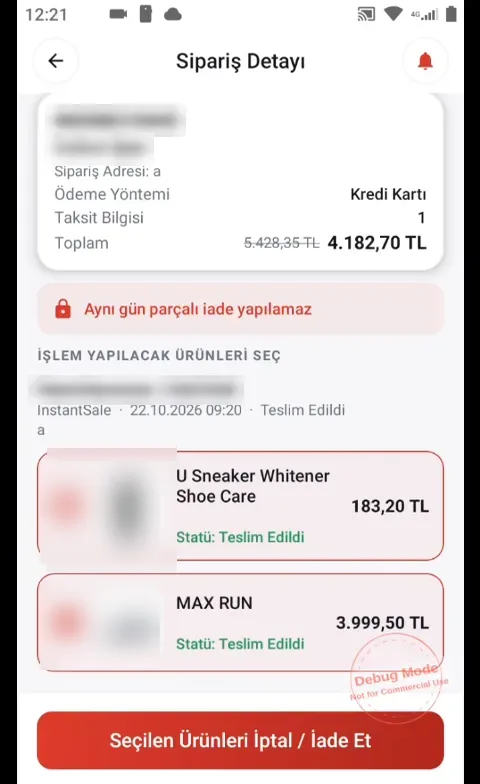 12:21
4G
Sipariş Detayı
Sipariş Adresi: a
Ödeme Yöntemi Kredi Kartı
Taksit Bilgisi 1
Toplam 5.428,35 TL 4.182,70 TL
Aynı gün parçalı iade yapılamaz
İŞLEM YAPILACAK ÜRÜNLERİ SEÇ
InstantSale · 22.10.2026 09:20 · Teslim Edildi
a
U Sneaker Whitener
Shoe Care
183,20 TL
Statü: Teslim Edildi
MAX RUN
3.999,50 TL
Statü: Teslim Edildi
Debug Mode
Not for Commercial Use
Seçilen Ürünleri İptal / İade Et